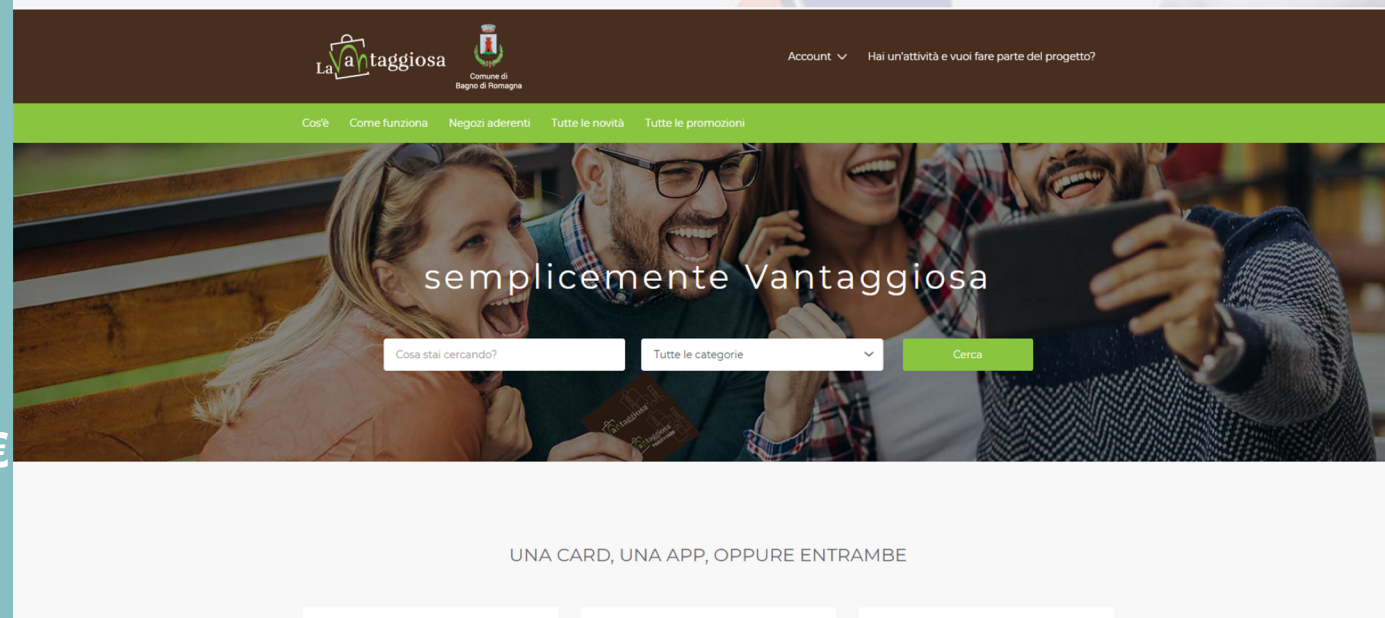 La Vantaggiosa
Comune di
Bagno di Romagna
Account
Hai un'attività e vuoi fare parte del progetto?
Cos'è
Come funziona
Negozi aderenti
Tutte le novità
Tutte le promozioni
semplicemente Vantaggiosa
Cosa stai cercando?
Tutte le categorie
Cerca
Vantaggiosa
Vantaggiosa
€
UNA CARD, UNA APP, OPPURE ENTRAMBE